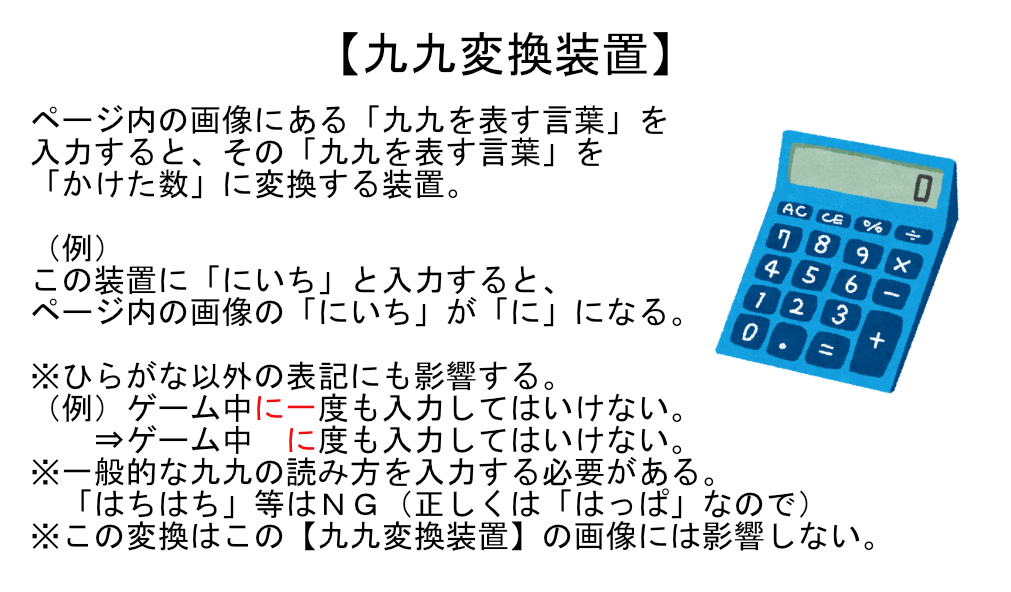 【九九変換装置】
ページ内の画像にある「九九を表す言葉」を
入力すると、その「九九を表す言葉」を
「かけた数」に変換する装置。
（例）
この装置に「にいち」と入力すると、
ページ内の画像の「にいち」が「に」になる。
※ひらがな以外の表記にも影響する。
（例）ゲーム中に一度も入力してはいけない。
⇒ゲーム中　に度も入力してはいけない。
※一般的な九九の読み方を入力する必要がある。
「はちはち」等はＮＧ（正しくは「はっぱ」なので）
※この変換はこの【九九変換装置】の画像には影響しない。
0
AC CE % ÷
7 8 9 ×
4 5 6 −
1 2 3 +
0 . =